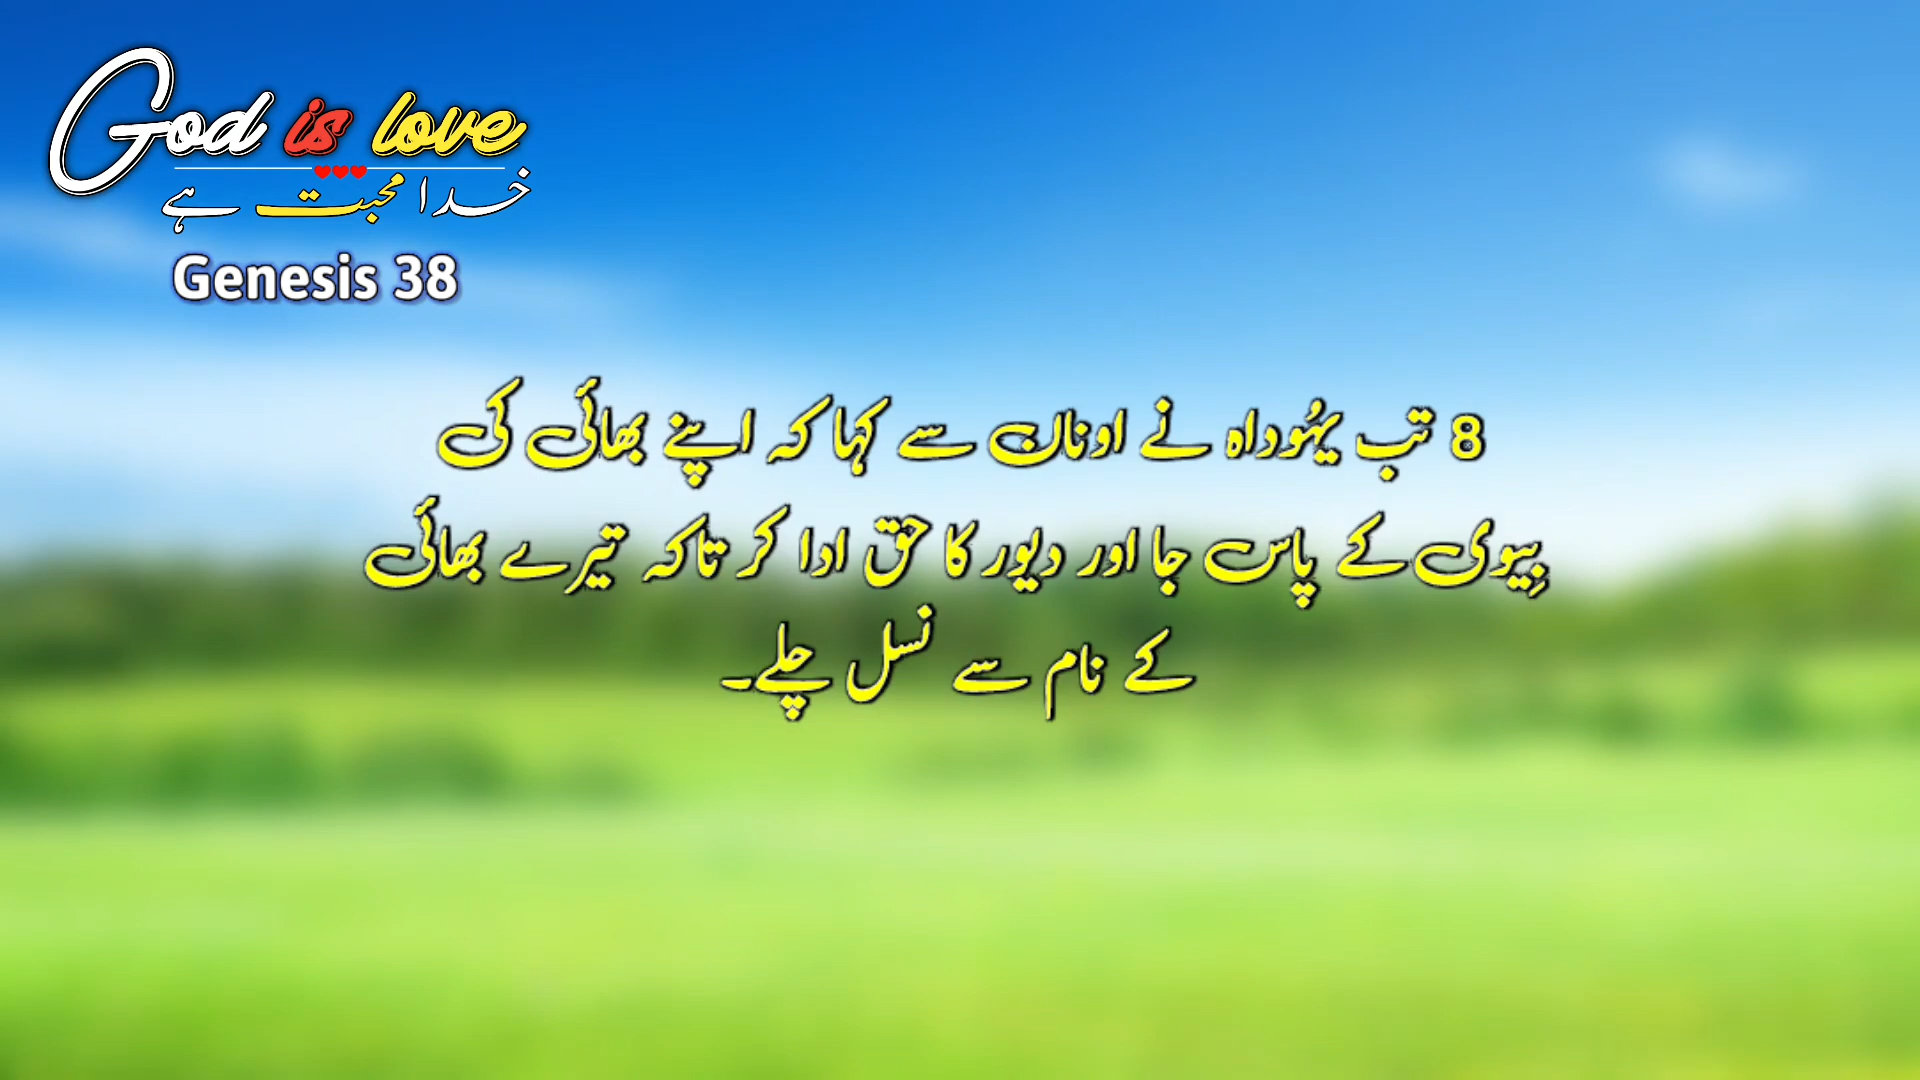 God is love
خدا محبت ہے
Genesis 38
8 تب یہُوداہ نے اونان سے کہا کہ اپنے بھائی کی
بِیوی کے پاس جا اور دیور کا حق ادا کر تاکہ تیرے بھائی
کے نام سے نسل چلے۔